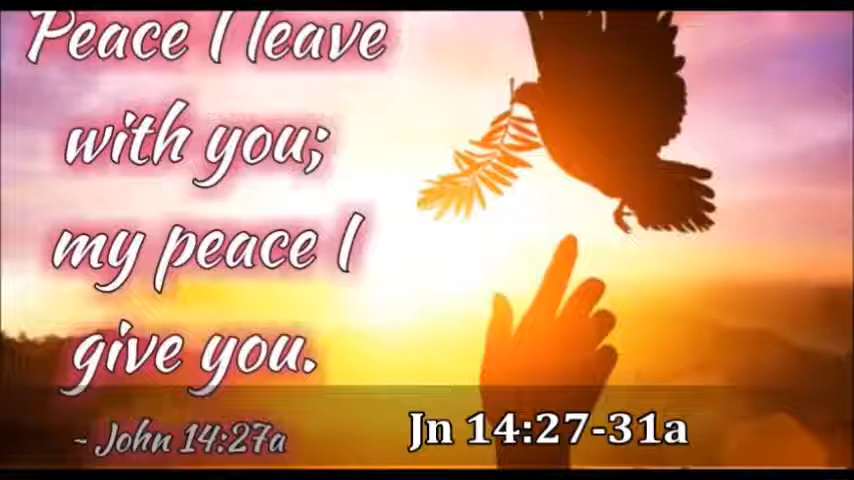 Peace I leave
with you;
my peace I
give you.
~ John 14:27a
Jn 14:27-31a